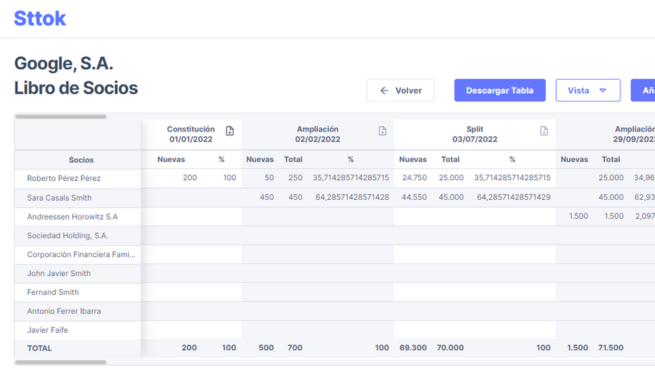 Sttok
Google, S.A.
Libro de Socios
← Volver
Descargar Tabla
Vista
Aña
Constitución Ampliación Split Ampliación
01/01/2022 02/02/2022 03/07/2022 29/09/2022
Socios Nuevas % Nuevas Total % Nuevas Total % Nuevas Total
Roberto Pérez Pérez 200 100 50 250 35,714285714285715 24.750 25.000 35,714285714285715 25.000 34,96
Sara Casals Smith 450 450 64,28571428571428 44.550 45.000 64,28571428571429 45.000 62,93
Andreessen Horowitz S.A 1.500 1.500 2,097
Sociedad Holding, S.A.
Corporación Financiera Fami...
John Javier Smith
Fernand Smith
Antonio Ferrer Ibarra
Javier Faife
TOTAL 200 100 500 700 100 69.300 70.000 100 1.500 71.500